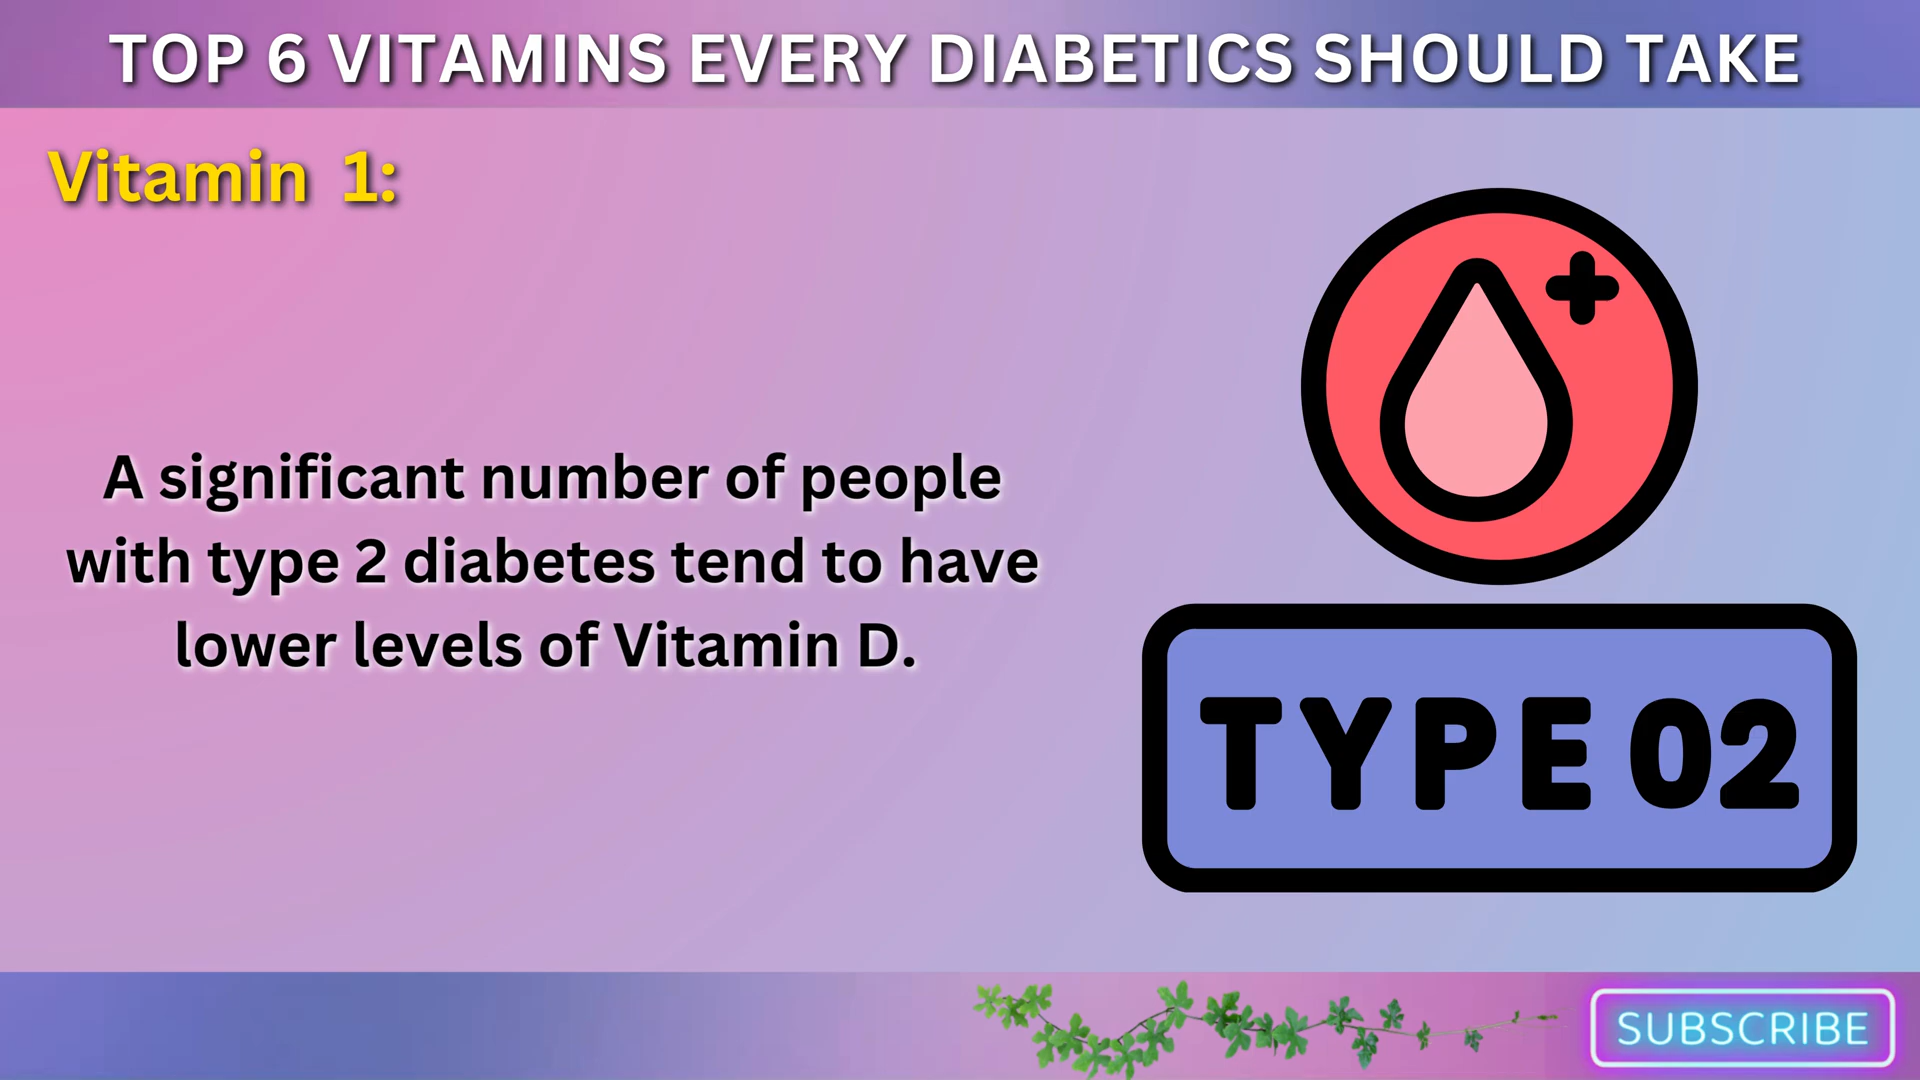 TOP 6 VITAMINS EVERY DIABETICS SHOULD TAKE
Vitamin 1:
A significant number of people
with type 2 diabetes tend to have
lower levels of Vitamin D.
TYPE 02
SUBSCRIBE